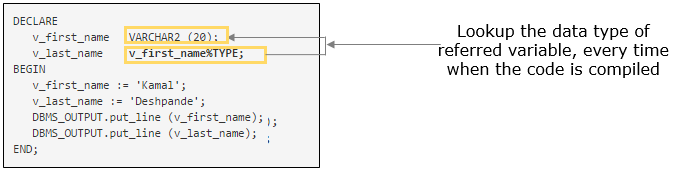 DECLARE
v_first_name VARCHAR2 (20);
v_last_name v_first_name%TYPE;
BEGIN
v_first_name := 'Kamal';
v_last_name := 'Deshpande';
DBMS_OUTPUT.put_line (v_first_name); );
DBMS_OUTPUT.put_line (v_last_name); ;
END;
Lookup the data type of
referred variable, every time
when the code is compiled